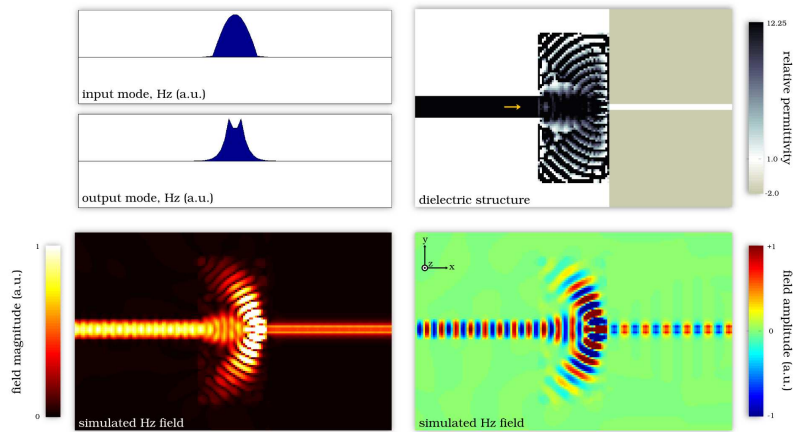 input mode, Hz (a.u.)
12.25
1.0
-2.0
relative permittivity
output mode, Hz (a.u.)
dielectric structure
1
0
field magnitude (a.u.)
simulated Hz field
y
z
x
simulated Hz field
+1
0
-1
field amplitude (a.u.)